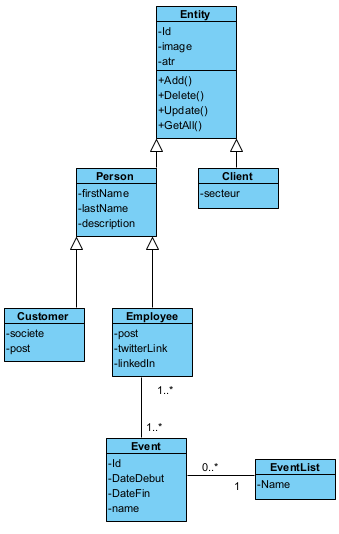 Entity
-Id
-image
-atr
+Add()
+Delete()
+Update()
+GetAll()
Person
-firstName
-lastName
-description
Client
-secteur
Customer
-societe
-post
Employee
-post
-twitterLink
-linkedIn
1..*
1..*
Event
-Id
-DateDebut
-DateFin
-name
0..*
1
EventList
-Name